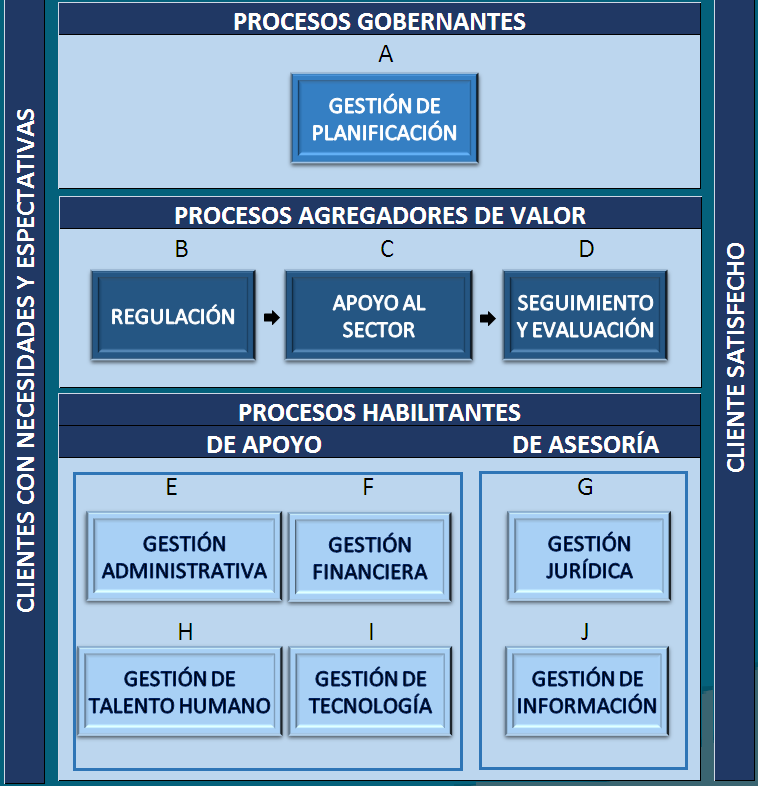 CLIENTES CON NECESIDADES Y ESPECTATIVAS
PROCESOS GOBERNANTES
A
GESTIÓN DE
PLANIFICACIÓN
PROCESOS AGREGADORES DE VALOR
B
REGULACIÓN
C
APOYO AL
SECTOR
D
SEGUIMIENTO
Y EVALUACIÓN
PROCESOS HABILITANTES
DE APOYO
E
GESTIÓN
ADMINISTRATIVA
F
GESTIÓN
FINANCIERA
H
GESTIÓN DE
TALENTO HUMANO
I
GESTIÓN DE
TECNOLOGÍA
DE ASESORÍA
G
GESTIÓN
JURÍDICA
J
GESTIÓN DE
INFORMACIÓN
CLIENTE SATISFECHO